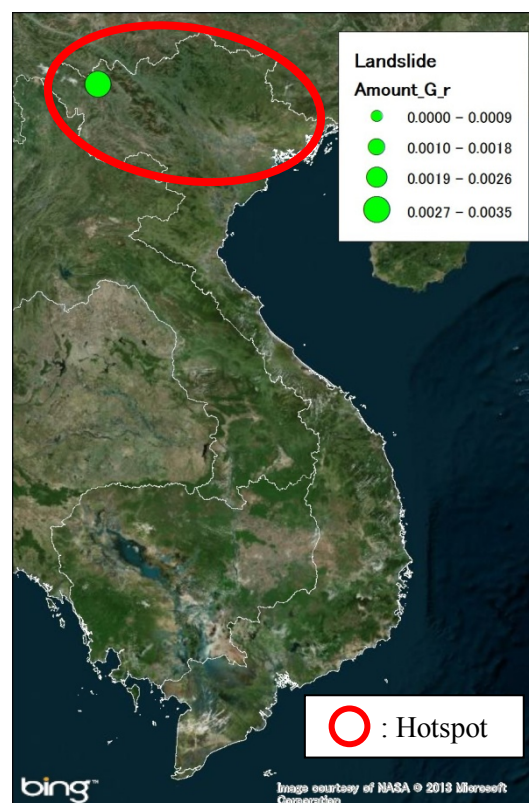 Landslide
Amount_G_r
0.0000 - 0.0009
0.0010 - 0.0018
0.0019 - 0.0026
0.0027 - 0.0035
: Hotspot
bing™
Image courtesy of NASA © 2013 Microsoft
Corporation